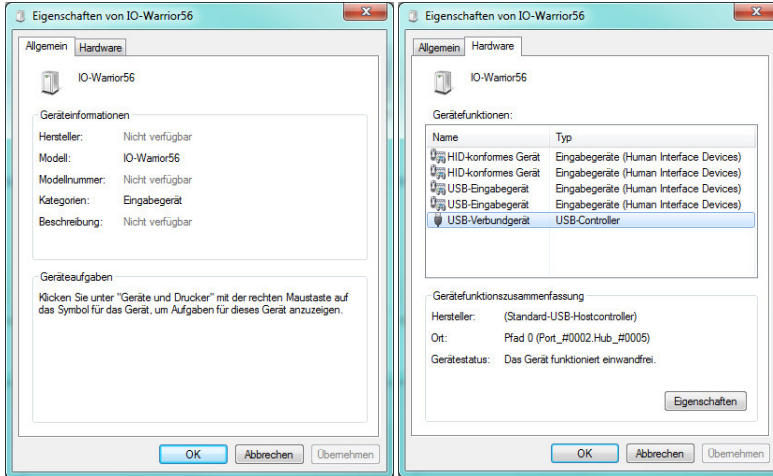 Eigenschaften von IO-Warrior56
Allgemein Hardware
IO-Warrior56
Geräteinformationen
Hersteller: Nicht verfügbar
Modell: IO-Warrior56
Modellnummer: Nicht verfügbar
Kategorien: Eingabegerät
Beschreibung: Nicht verfügbar
Geräteaufgaben
Klicken Sie unter "Geräte und Drucker" mit der rechten Maustaste auf
das Symbol für das Gerät, um Aufgaben für dieses Gerät anzuzeigen.
OK Abbrechen Übernehmen
Eigenschaften von IO-Warrior56
Allgemein Hardware
IO-Warrior56
Gerätefunktionen:
Name Typ
HID-konformes Gerät Eingabegeräte (Human Interface Devices)
HID-konformes Gerät Eingabegeräte (Human Interface Devices)
USB-Eingabegerät Eingabegeräte (Human Interface Devices)
USB-Eingabegerät Eingabegeräte (Human Interface Devices)
USB-Verbundgerät USB-Controller
Gerätefunktionszusammenfassung
Hersteller: (Standard-USB-Hostcontroller)
Ort: Pfad 0 (Port_#0002.Hub_#0005)
Gerätestatus: Das Gerät funktioniert einwandfrei.
Eigenschaften
OK Abbrechen Übernehmen